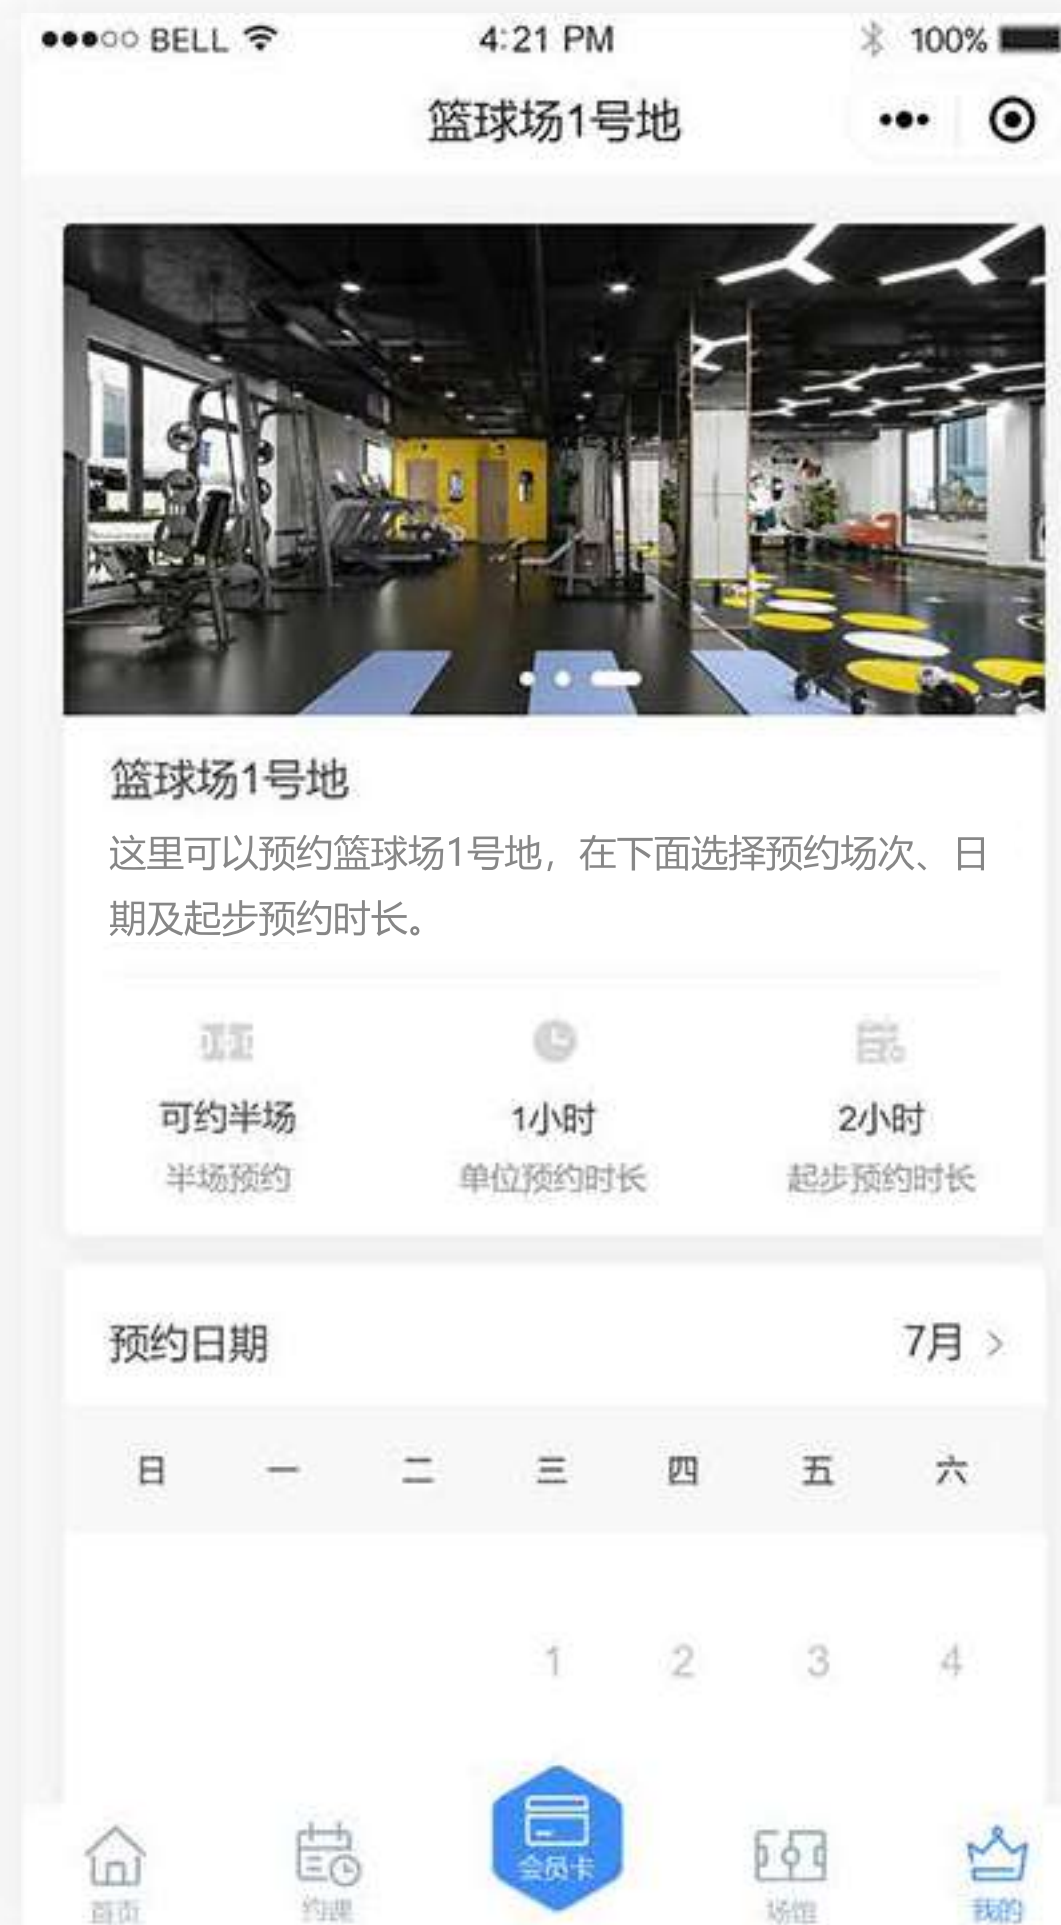 BELL 4:21 PM 100%
篮球场1号地
篮球场1号地
这里可以预约篮球场1号地，在下面选择预约场次、日
期及起步预约时长。
可约半场 1小时 2小时
半场预约 单位预约时长 起步预约时长
预约日期 7月 >
日 一 二 三 四 五 六
1 2 3 4
会员卡
首页 约课 场馆 我的